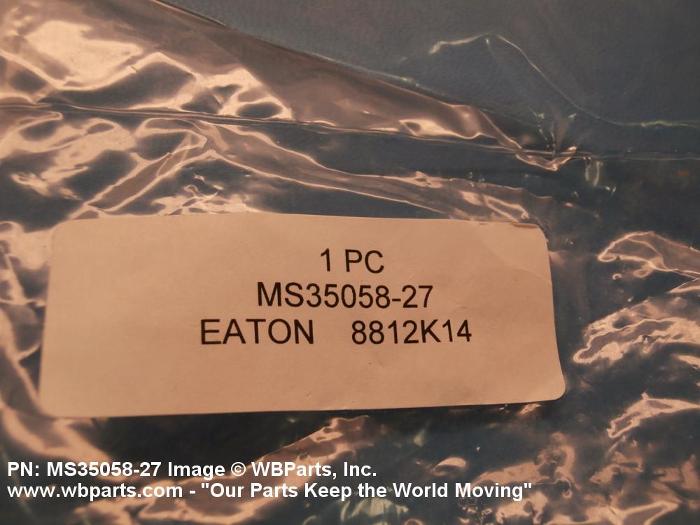 1 PC
MS35058-27
EATON 8812K14
PN: MS35058-27 Image © WBParts, Inc.
www.wbparts.com - "Our Parts Keep the World Moving"